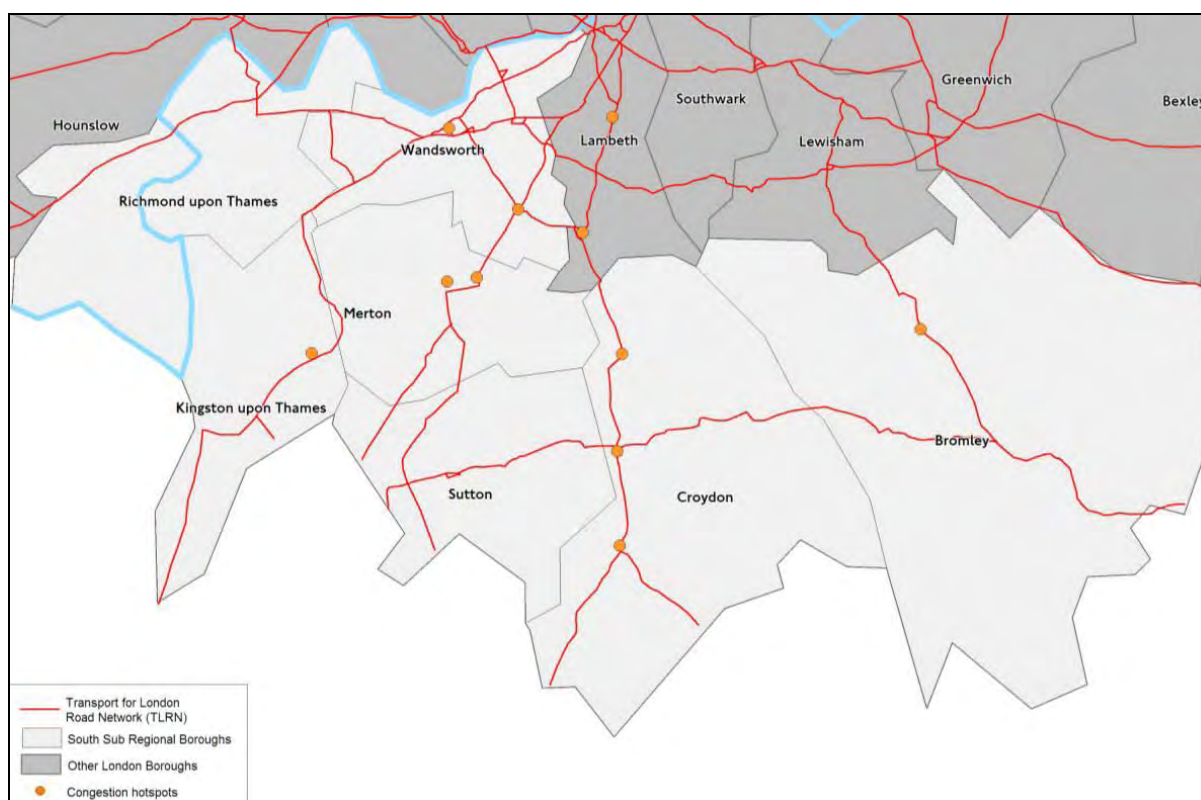 Greenwich
Southwark
Bexley
Hounslow
Lambeth
Lewisham
Wandsworth
Richmond upon Thames
Merton
Kingston upon Thames
Bromley
Sutton
Croydon
Transport for London
Road Network (TLRN)
South Sub Regional Boroughs
Other London Boroughs
Congestion hotspots